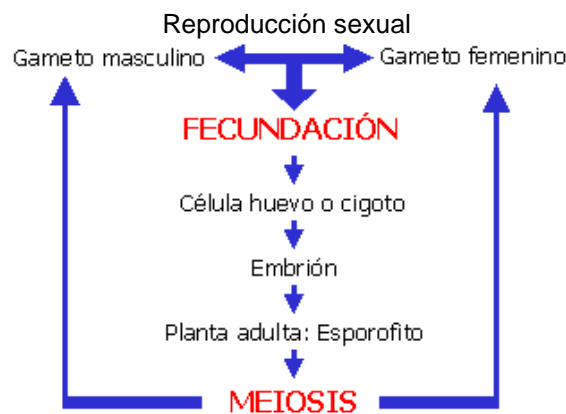 Reproducción sexual
Gameto masculino Gameto femenino
FECUNDACIÓN
Célula huevo o cigoto
Embrión
Planta adulta: Esporofito
MEIOSIS